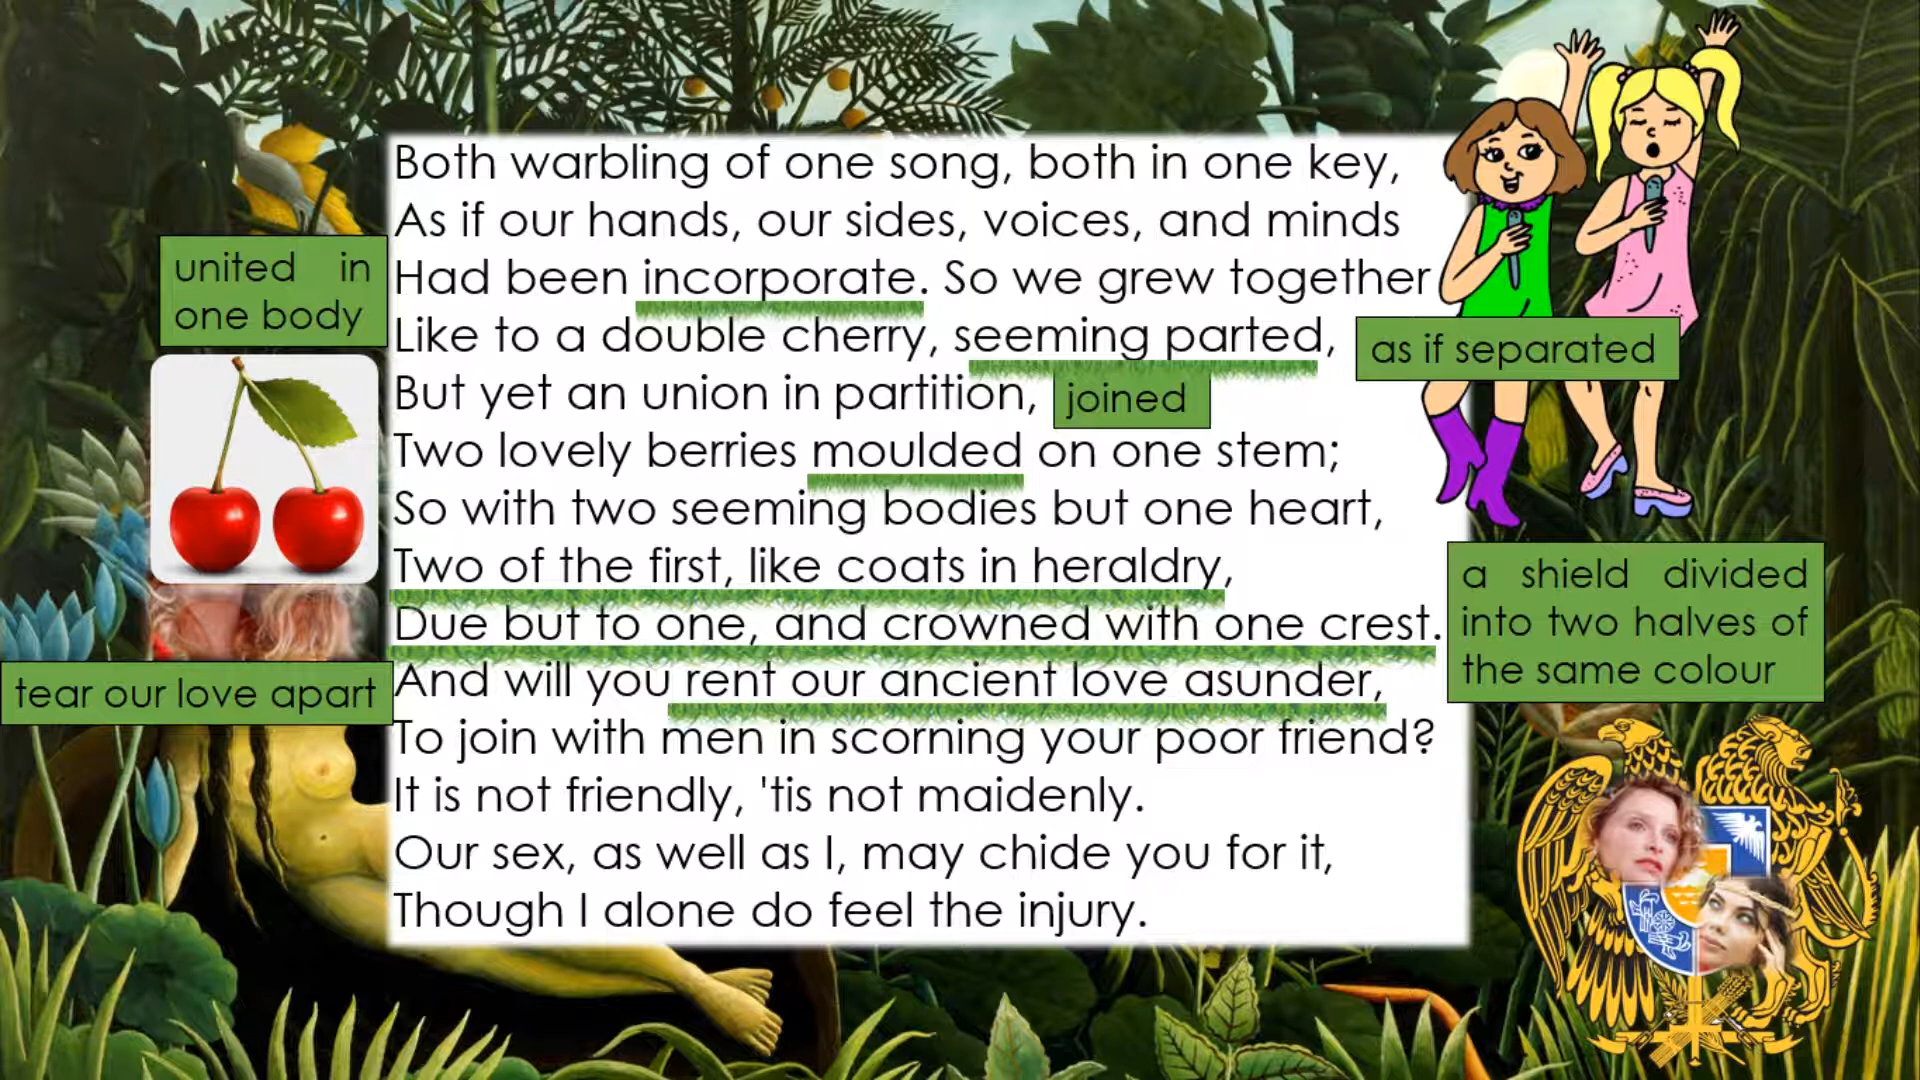 Both warbling of one song, both in one key,
As if our hands, our sides, voices, and minds
Had been incorporate. So we grew together
Like to a double cherry, seeming parted,
But yet an union in partition,
Two lovely berries moulded on one stem;
So with two seeming bodies but one heart,
Two of the first, like coats in heraldry,
Due but to one, and crowned with one crest.
And will you rent our ancient love asunder,
To join with men in scorning your poor friend?
It is not friendly, 'tis not maidenly.
Our sex, as well as I, may chide you for it,
Though I alone do feel the injury.
united in
one body
as if separated
joined
a shield divided
into two halves of
the same colour
tear our love apart